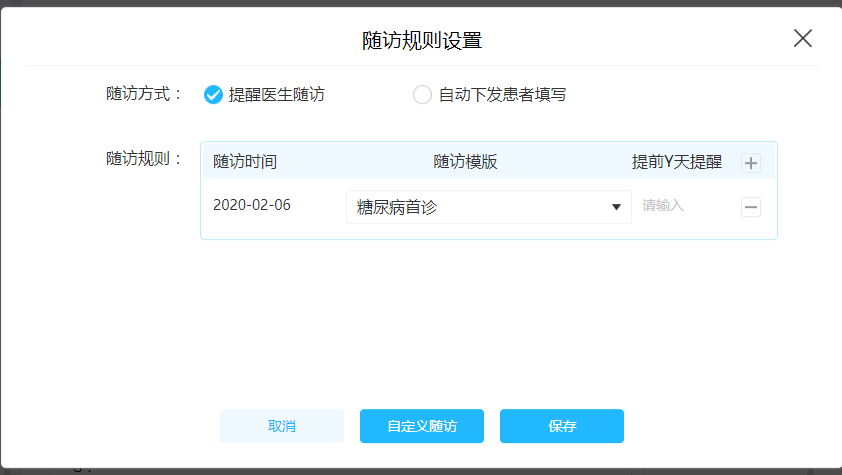 随访规则设置
随访方式： 提醒医生随访 自动下发患者填写
随访规则： 随访时间 随访模版 提前Y天提醒
2020-02-06 糖尿病首诊 请输入
取消 自定义随访 保存